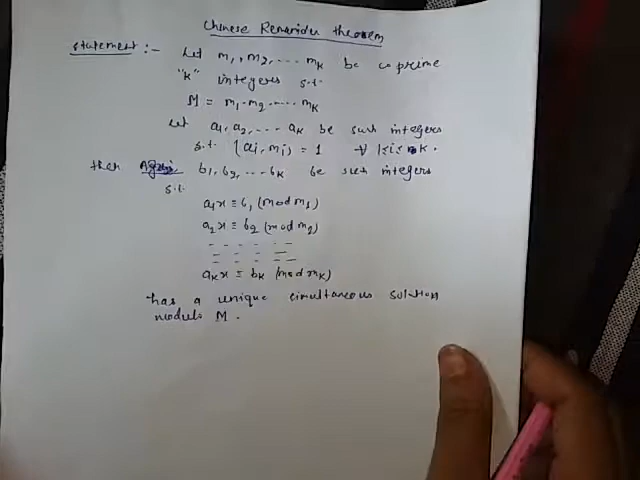 Chinese Remainder theorem
statement :- Let m1, m2, .... mk be coprime
"k" integers s.t.
M = m1. m2. .... mk
Let a1, a2, ... ak be such integers
s.t. (ai, mi) = 1 ∀ 1≤i≤ k.
then b1, b2, ... bk be such integers
s.t.
a1x ≡ b1 (mod m1)
a2x ≡ b2 (mod m2)
akx ≡ bk (mod mk)
has a unique simultaneous solution
modulo M.